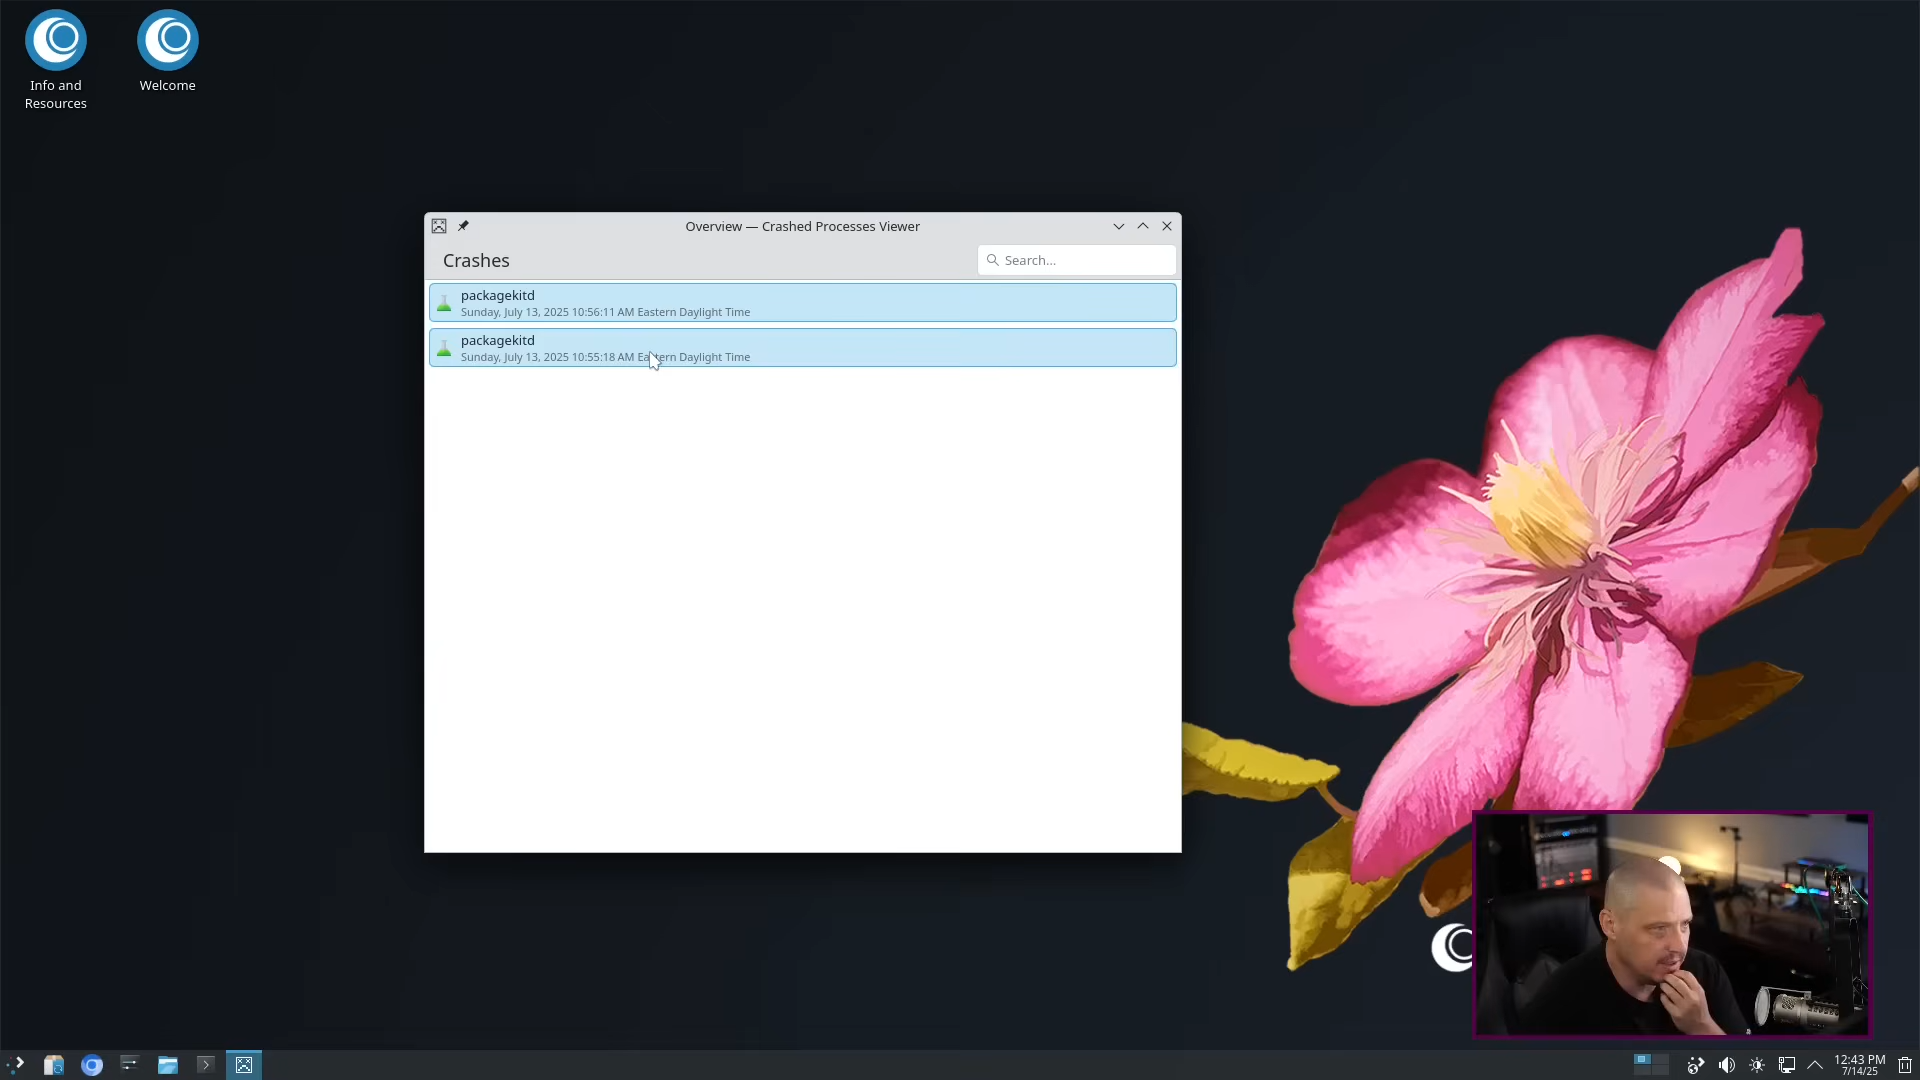 Info and
Resources
Welcome
Overview — Crashed Processes Viewer
Crashes
Search...
packagekitd
Sunday, July 13, 2025 10:56:11 AM Eastern Daylight Time
packagekitd
Sunday, July 13, 2025 10:55:18 AM Eastern Daylight Time
12:43 PM
7/14/25